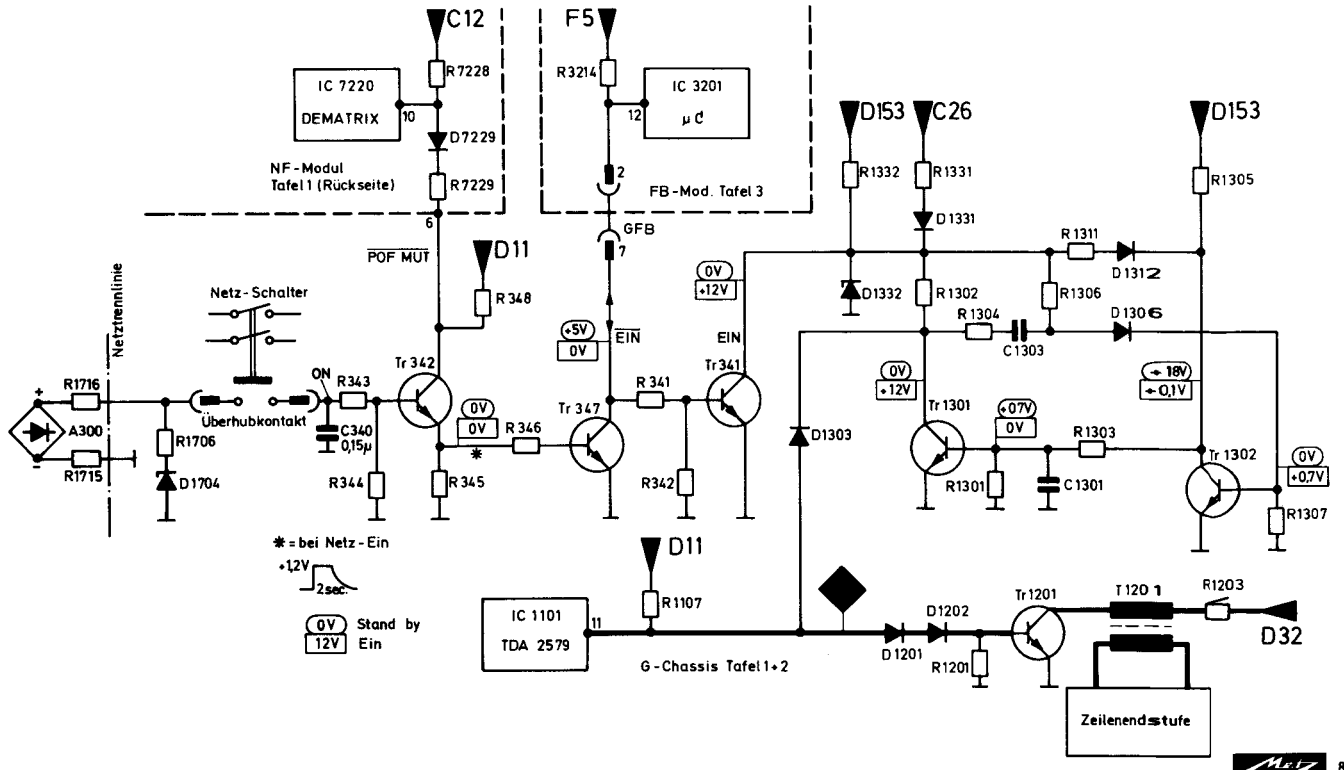 C12
F5
R7228
R3214
IC 7220
DEMATRIX
10
IC 3201
µC
12
D7229
D153
C26
D153
NF-Modul
Tafel 1 (Rückseite)
R7229
2
FB-Mod. Tafel 3
R1332
R1331
R1305
6
GFB
D1331
7
POF MUT
D11
R348
R1311
D1312
0V
+12V
D1332
R1302
R1306
Netztrennlinie
Netz-Schalter
R1304
C1303
D1306
+5V
0V
EIN
EIN
Tr 342
Tr 341
0V
+12V
+18V
+0,1V
+
R1716
ON
R343
R341
A300
Überhubkontakt
C340
0,15µ
0V
0V
*
R346
Tr 347
D1303
Tr 1301
+07V
0V
R1303
Tr 1302
0V
+0,7V
-
R1706
R1715
D1704
R344
R345
R342
R1301
C1301
R1307
* = bei Netz-Ein
+1,2V
2sec.
D11
R1107
0V Stand by
12V Ein
IC 1101
TDA 2579
11
G-Chassis Tafel 1+2
D1201
D1202
R1201
Tr 1201
T 1201
R1203
D32
Zeilenendstufe
Metz
8